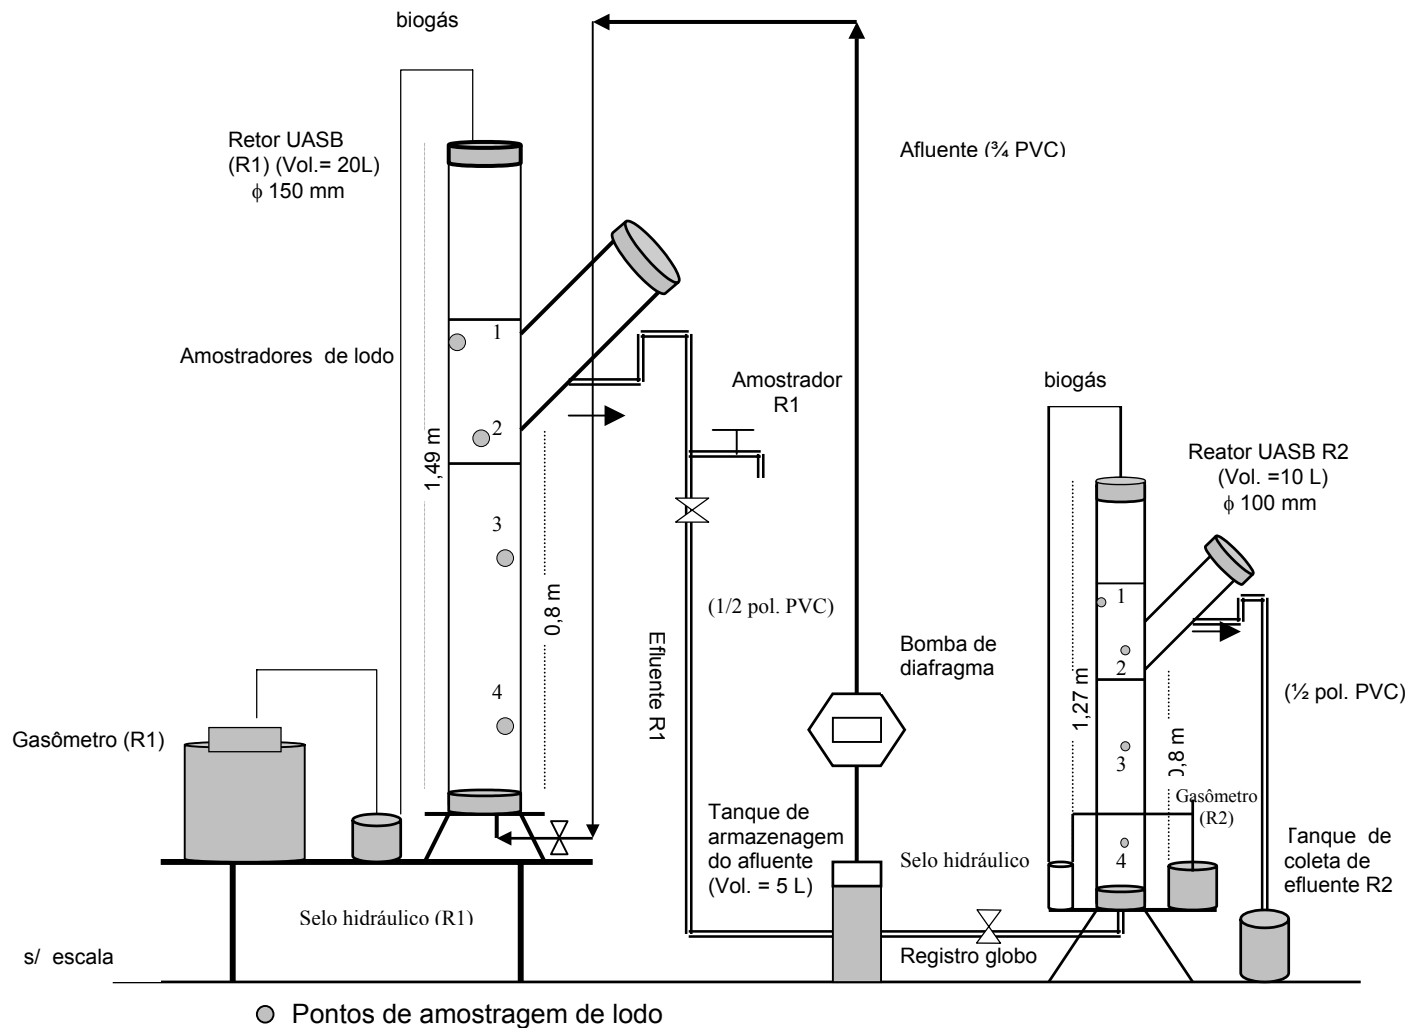 biogás
Retor UASB
(R1) (Vol.= 20L)
ϕ 150 mm
Afluente (¾ PVC)
1
Amostradores de lodo
2
1,49 m
3
0,8 m
4
Amostrador
R1
(1/2 pol. PVC)
Efluente R1
biogás
Reator UASB R2
(Vol. =10 L)
ϕ 100 mm
1
2
1,27 m
3
0,8 m
4
(½ pol. PVC)
Bomba de
diafragma
Gasômetro (R1)
Gasômetro
(R2)
Tanque de
armazenagem
do afluente
(Vol. = 5 L)
Selo hidráulico
Tanque de
coleta de
efluente R2
Selo hidráulico (R1)
Registro globo
s/ escala
Pontos de amostragem de lodo